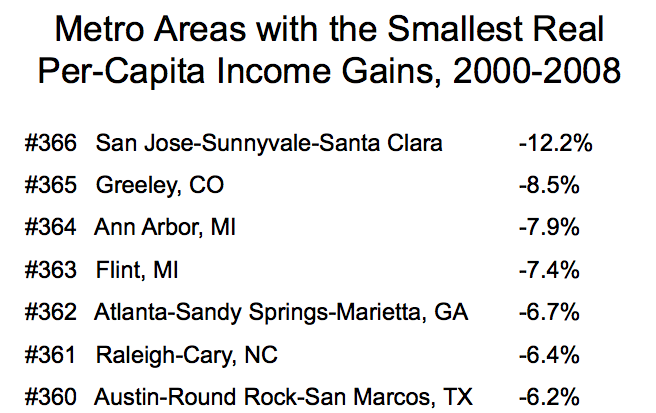 Metro Areas with the Smallest Real
Per-Capita Income Gains, 2000-2008
#366 San Jose-Sunnyvale-Santa Clara -12.2%
#365 Greeley, CO -8.5%
#364 Ann Arbor, MI -7.9%
#363 Flint, MI -7.4%
#362 Atlanta-Sandy Springs-Marietta, GA -6.7%
#361 Raleigh-Cary, NC -6.4%
#360 Austin-Round Rock-San Marcos, TX -6.2%